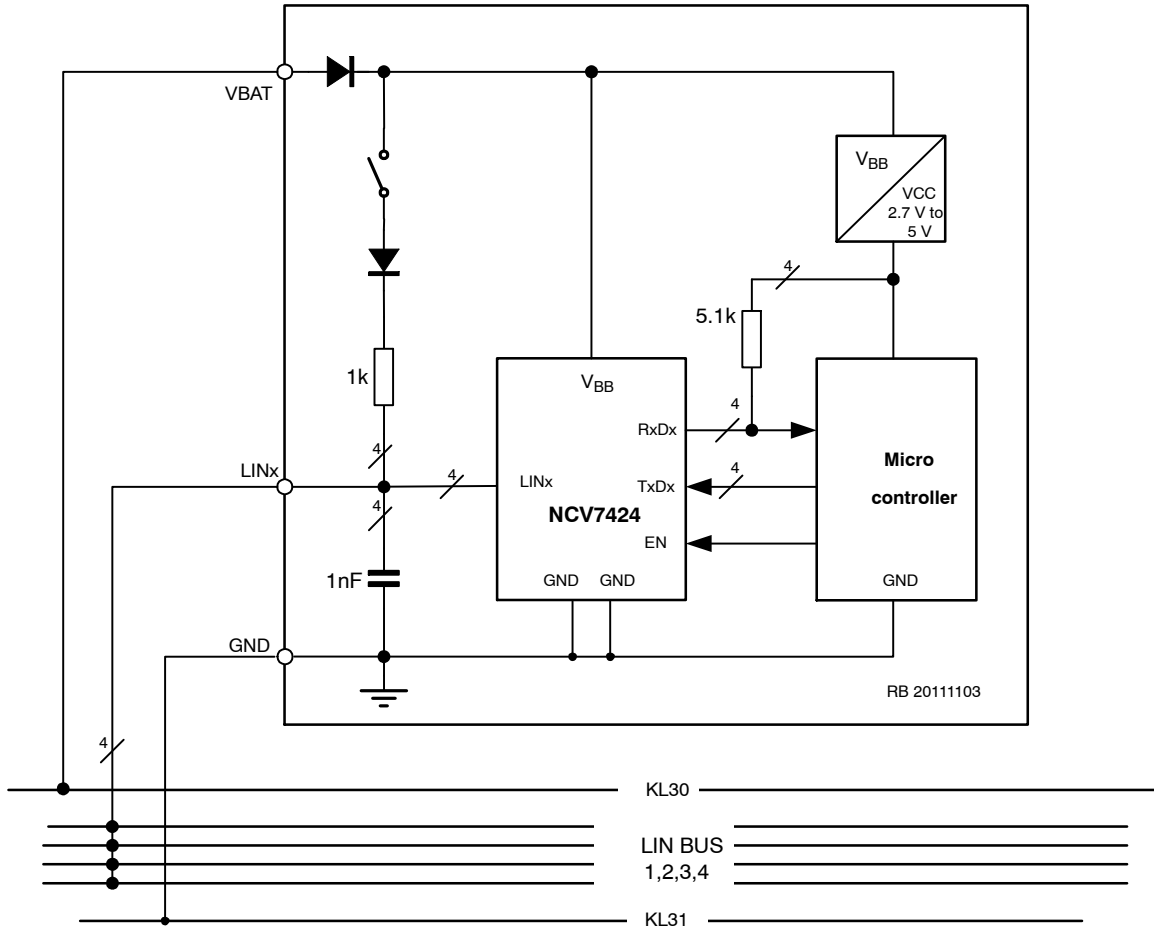 VBAT
V_BB
VCC
2.7 V to
5 V
4
5.1k
1k
V_BB
4
RxDx
4
LINx
4
LINx
TxDx
4
Micro
controller
NCV7424
4
EN
1nF
GND GND
GND
GND
RB 20111103
4
KL30
LIN BUS
1,2,3,4
KL31